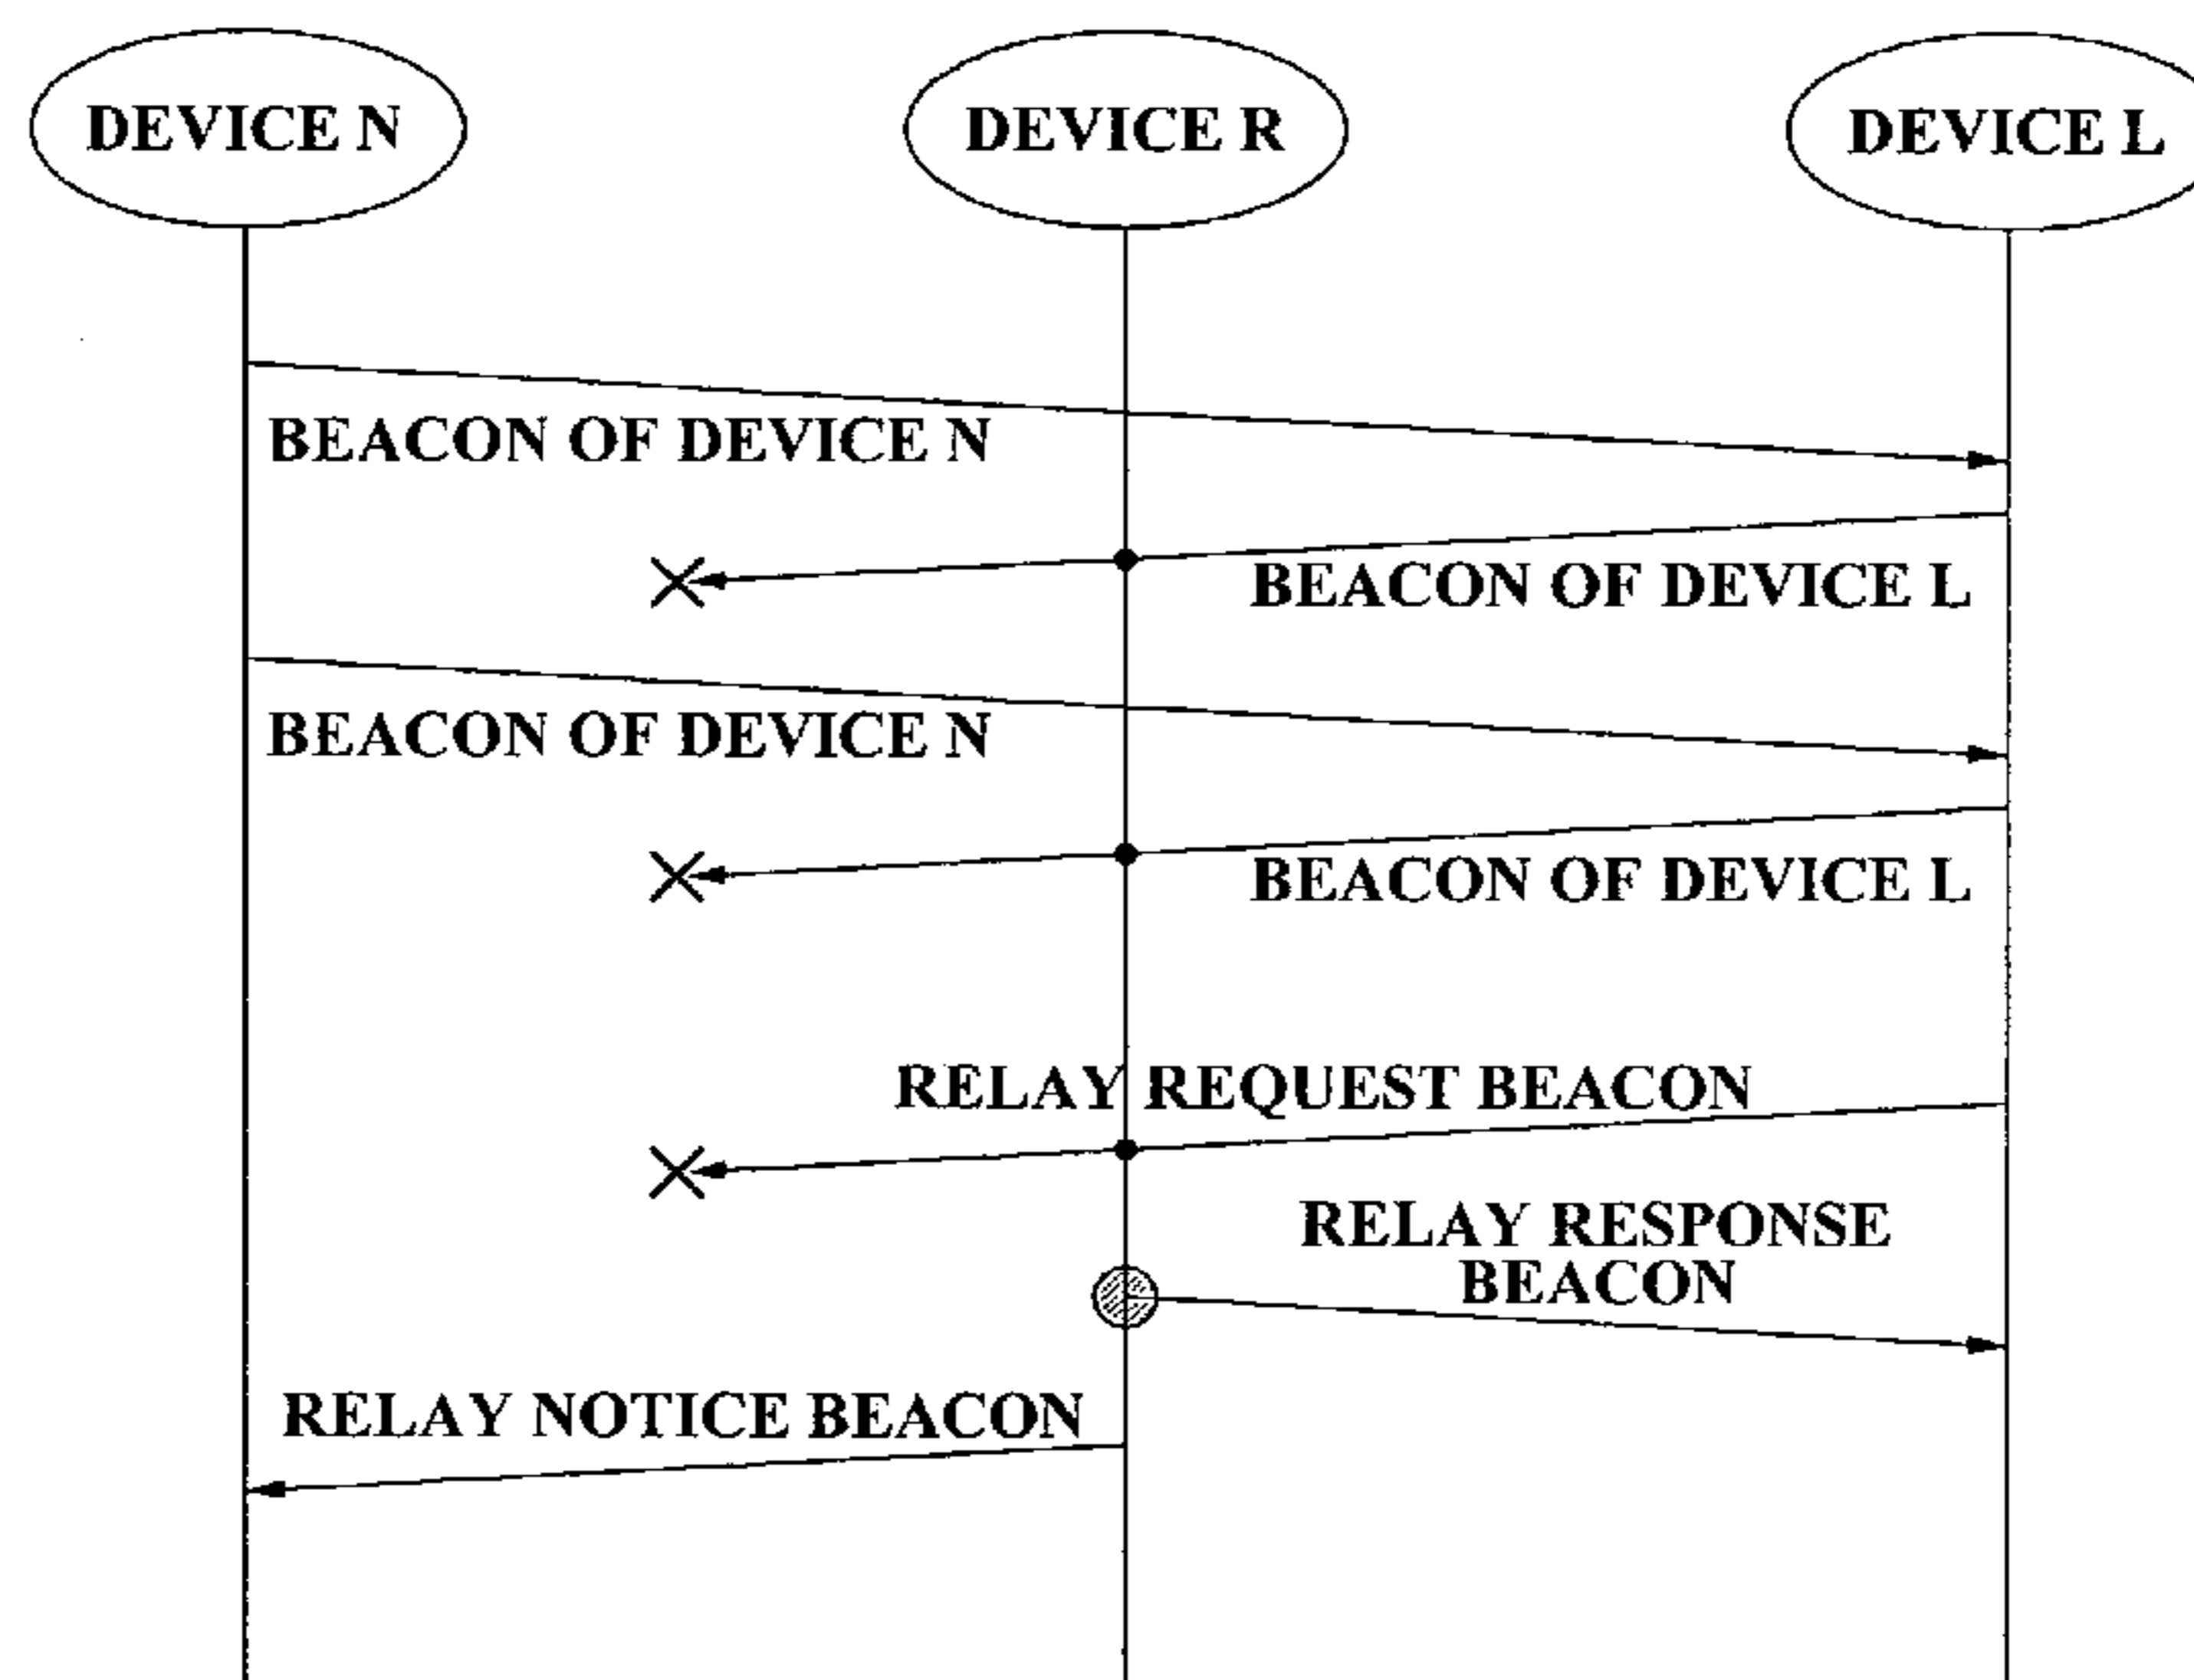 DEVICE N
DEVICE R
DEVICE L
BEACON OF DEVICE N
BEACON OF DEVICE L
BEACON OF DEVICE N
BEACON OF DEVICE L
RELAY REQUEST BEACON
RELAY RESPONSE
BEACON
RELAY NOTICE BEACON